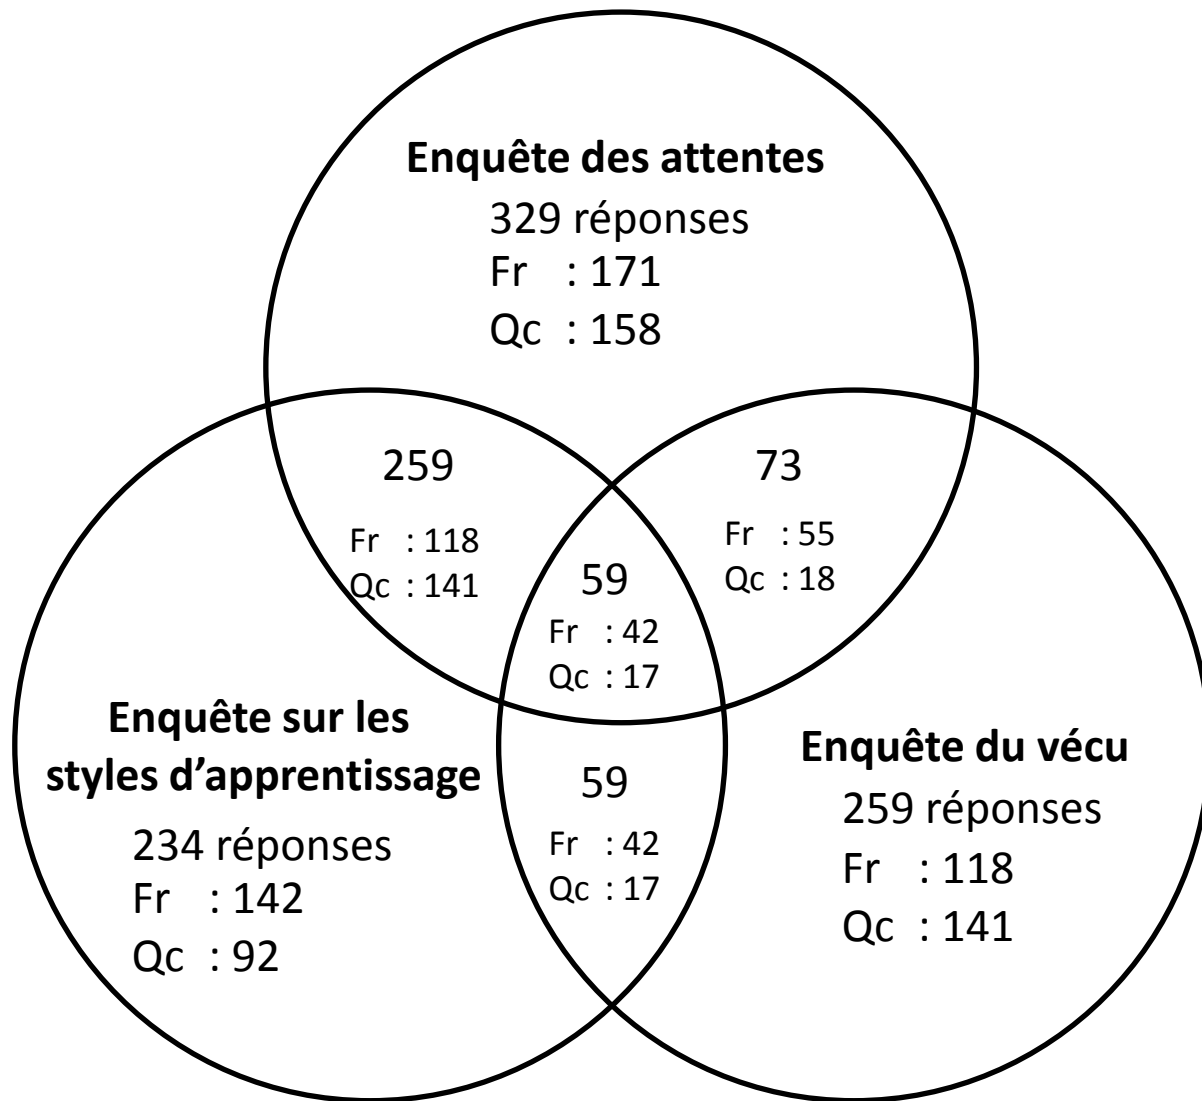 Enquête des attentes
329 réponses
Fr : 171
Qc : 158
259
Fr : 118
Qc : 141
73
Fr : 55
Qc : 18
59
Fr : 42
Qc : 17
Enquête sur les
styles d’apprentissage
234 réponses
Fr : 142
Qc : 92
59
Fr : 42
Qc : 17
Enquête du vécu
259 réponses
Fr : 118
Qc : 141